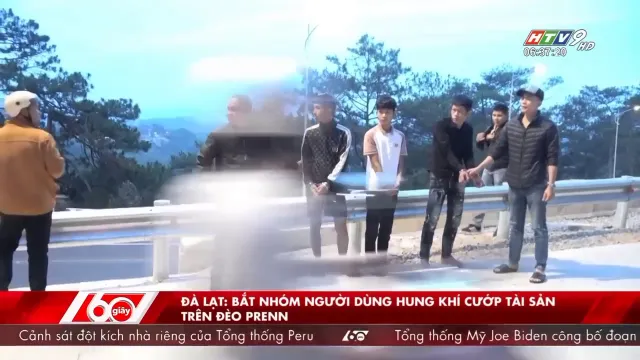 HTV9 HD
06:37:20
60 giây
ĐÀ LẠT: BẮT NHÓM NGƯỜI DÙNG HUNG KHÍ CƯỚP TÀI SẢN
TRÊN ĐÈO PRENN
Cảnh sát đột kích nhà riêng của Tổng thống Peru 60 Tổng thống Mỹ Joe Biden công bố đoạn